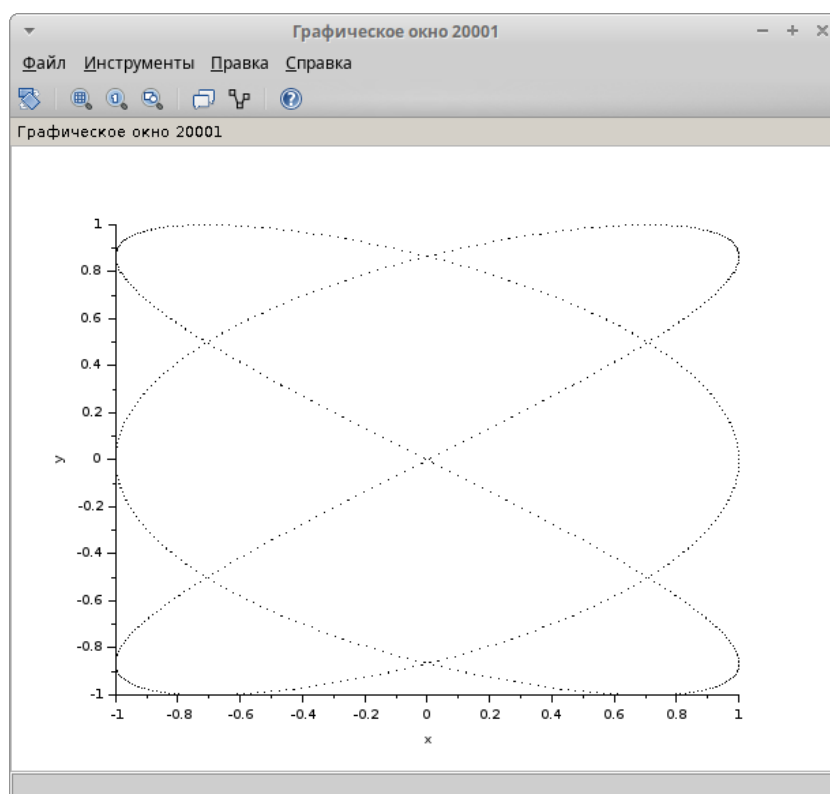 Графическое окно 20001
Файл Инструменты Правка Справка
Графическое окно 20001
1
0.8
0.6
0.4
0.2
y 0
-0.2
-0.4
-0.6
-0.8
-1
-1 -0.8 -0.6 -0.4 -0.2 0 0.2 0.4 0.6 0.8 1
x